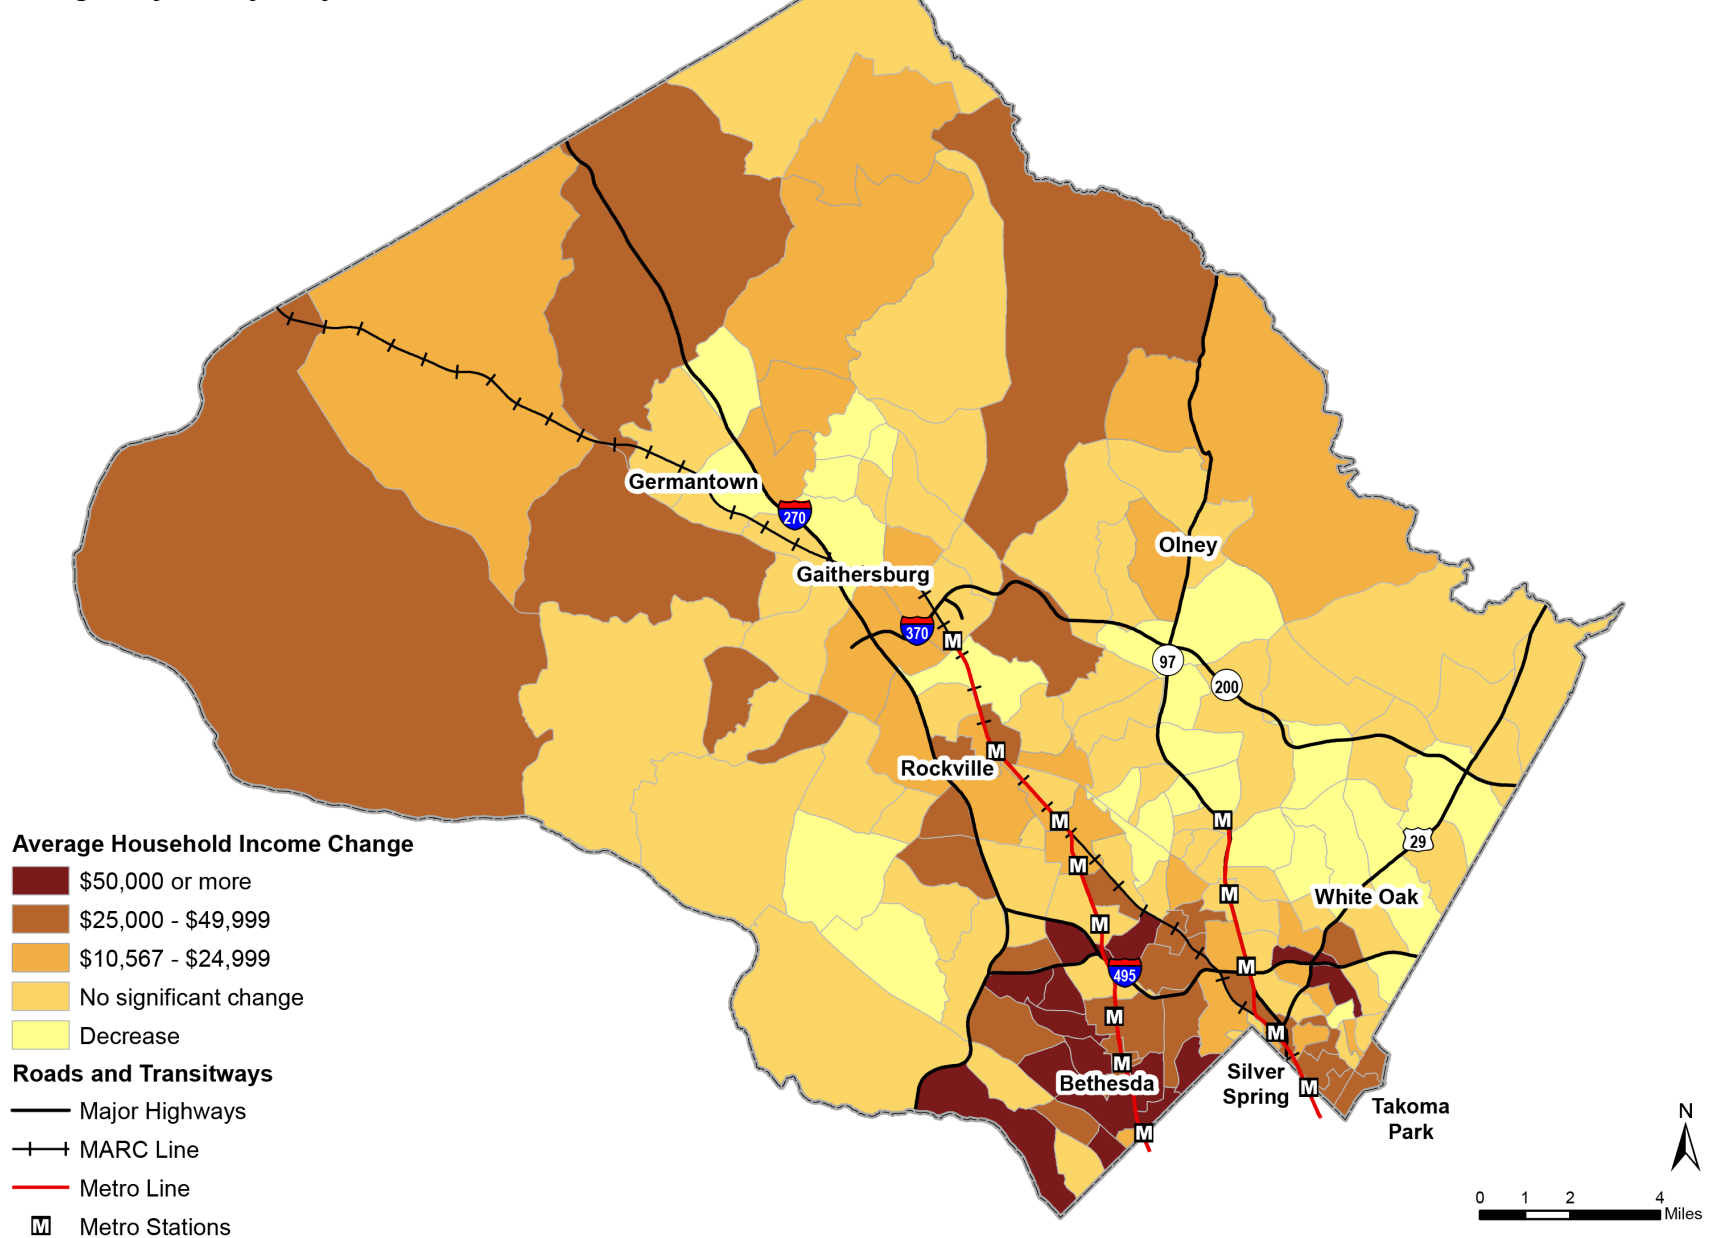 Germantown
270
Gaithersburg
370
Olney
97
200
Rockville
29
White Oak
495
Bethesda
Silver
Spring
Takoma
Park
M
M
M
M
M
M
M
M
M
M
M
M
M
Average Household Income Change
$50,000 or more
$25,000 - $49,999
$10,567 - $24,999
No significant change
Decrease
Roads and Transitways
Major Highways
MARC Line
Metro Line
M Metro Stations
N
0 1 2 4
Miles